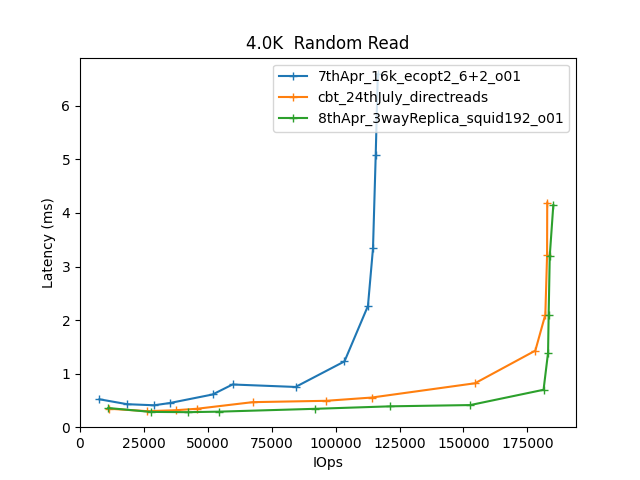 4.0K  Random Read
7thApr_16k_ecopt2_6+2_o01
cbt_24thJuly_directreads
8thApr_3wayReplica_squid192_o01
Latency (ms)
6
5
4
3
2
1
0
0
25000
50000
75000
100000
125000
150000
175000
IOps